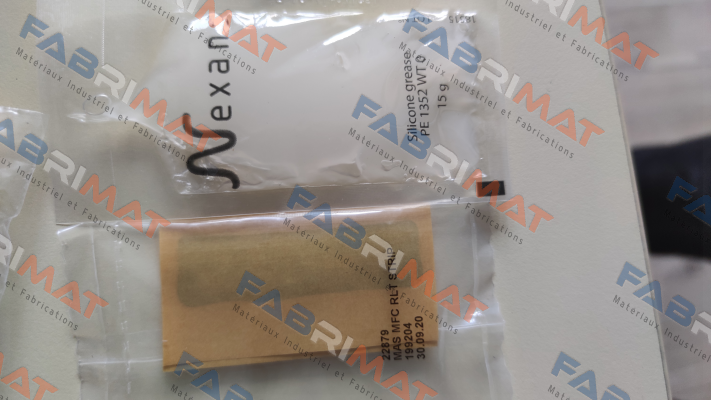 Nexans
Silicone grease
PE 1352 WT 0
15 g
22879
MAS MFC RLT STRIP
199204
30.09.20
FABRIMAT
Materiaux Industriel et Fabrications